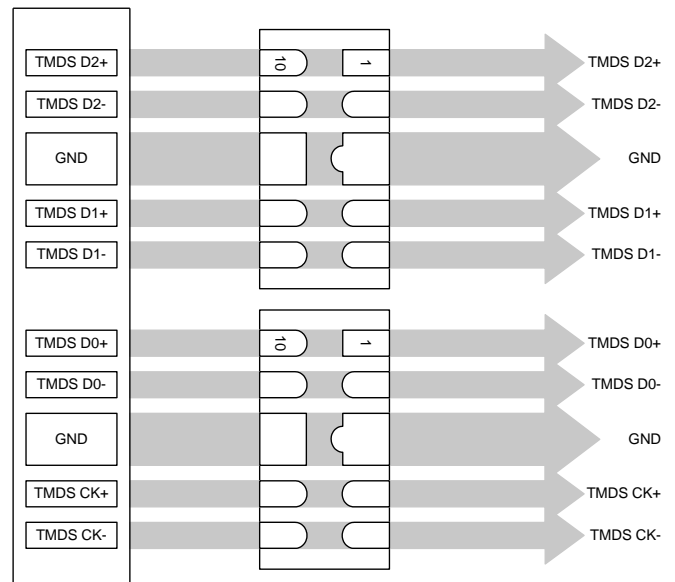 TMDS D2+ 10 1 TMDS D2+
TMDS D2- TMDS D2-
GND GND
TMDS D1+ TMDS D1+
TMDS D1- TMDS D1-
TMDS D0+ 10 1 TMDS D0+
TMDS D0- TMDS D0-
GND GND
TMDS CK+ TMDS CK+
TMDS CK- TMDS CK-